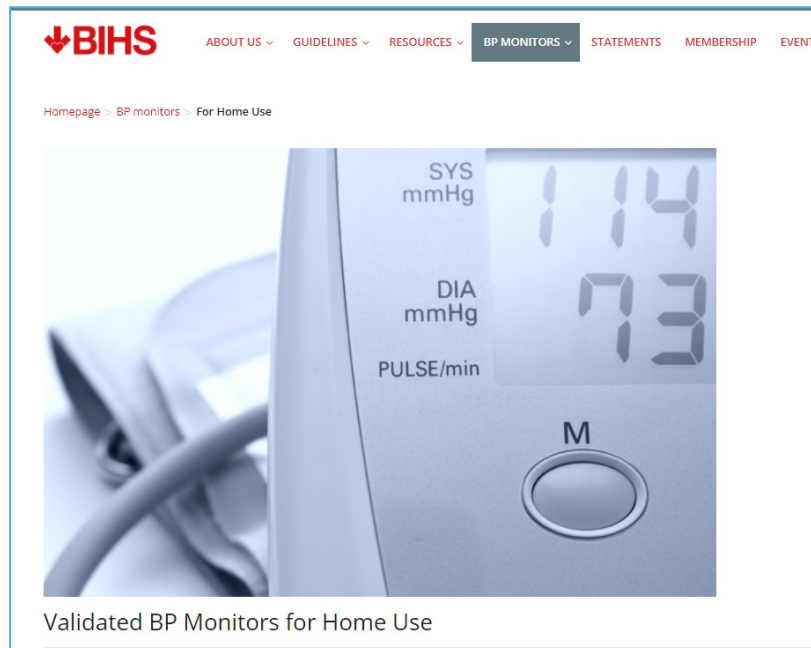 BIHS
ABOUT US GUIDELINES RESOURCES BP MONITORS STATEMENTS MEMBERSHIP EVENT
Homepage > BP monitors > For Home Use
SYS
mmHg
114
DIA
mmHg
73
PULSE/min
M
Validated BP Monitors for Home Use